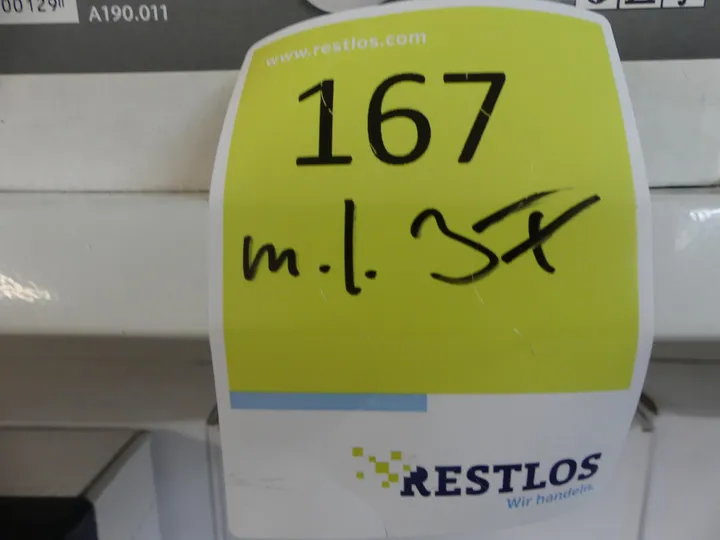 00129"
A190.011
www.restlos.com
167
m.l. 3x
RESTLOS
Wir handeln.